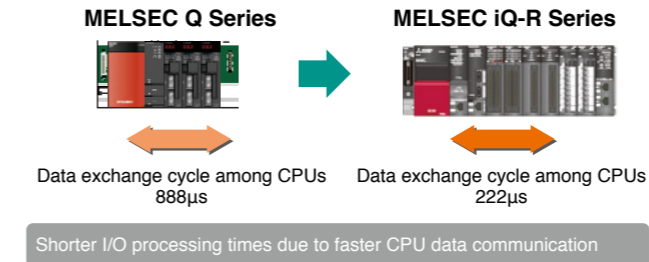 MELSEC Q Series
MELSEC iQ-R Series
Data exchange cycle among CPUs
888µs
Data exchange cycle among CPUs
222µs
Shorter I/O processing times due to faster CPU data communication